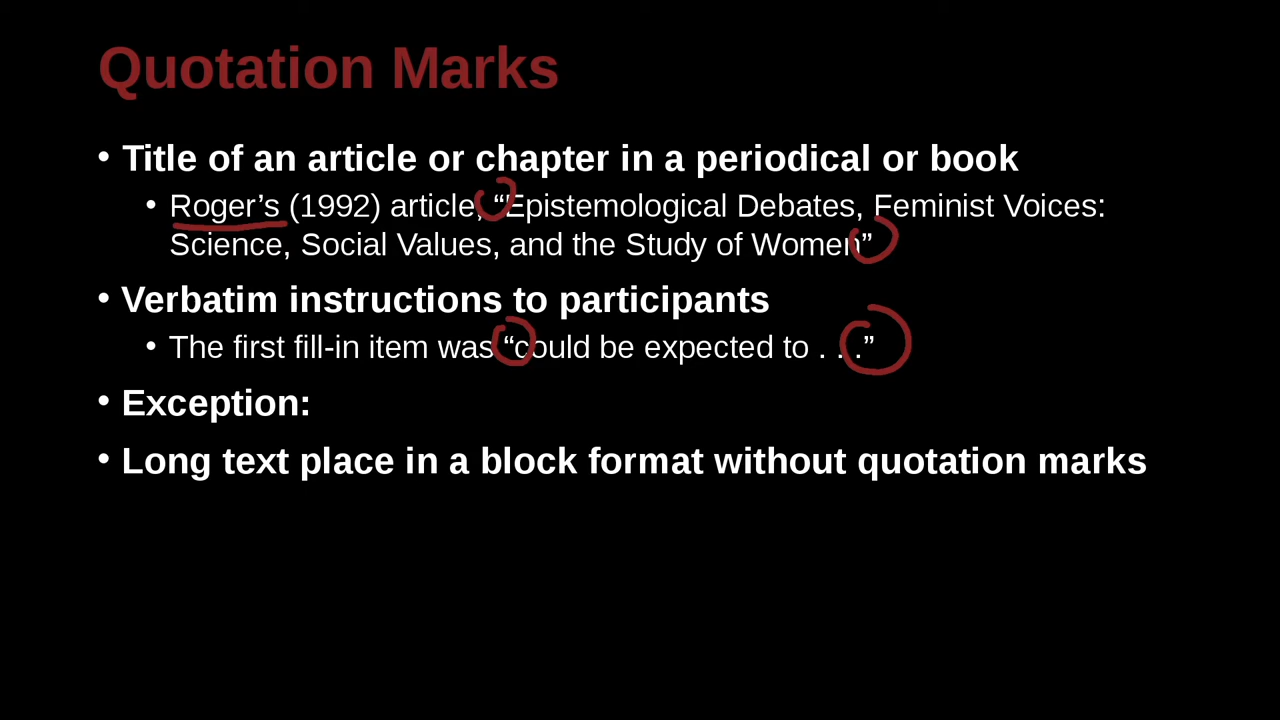 Quotation Marks
• Title of an article or chapter in a periodical or book
• Roger’s (1992) article, “Epistemological Debates, Feminist Voices:
Science, Social Values, and the Study of Women”
• Verbatim instructions to participants
• The first fill-in item was “could be expected to . . .”
• Exception:
• Long text place in a block format without quotation marks